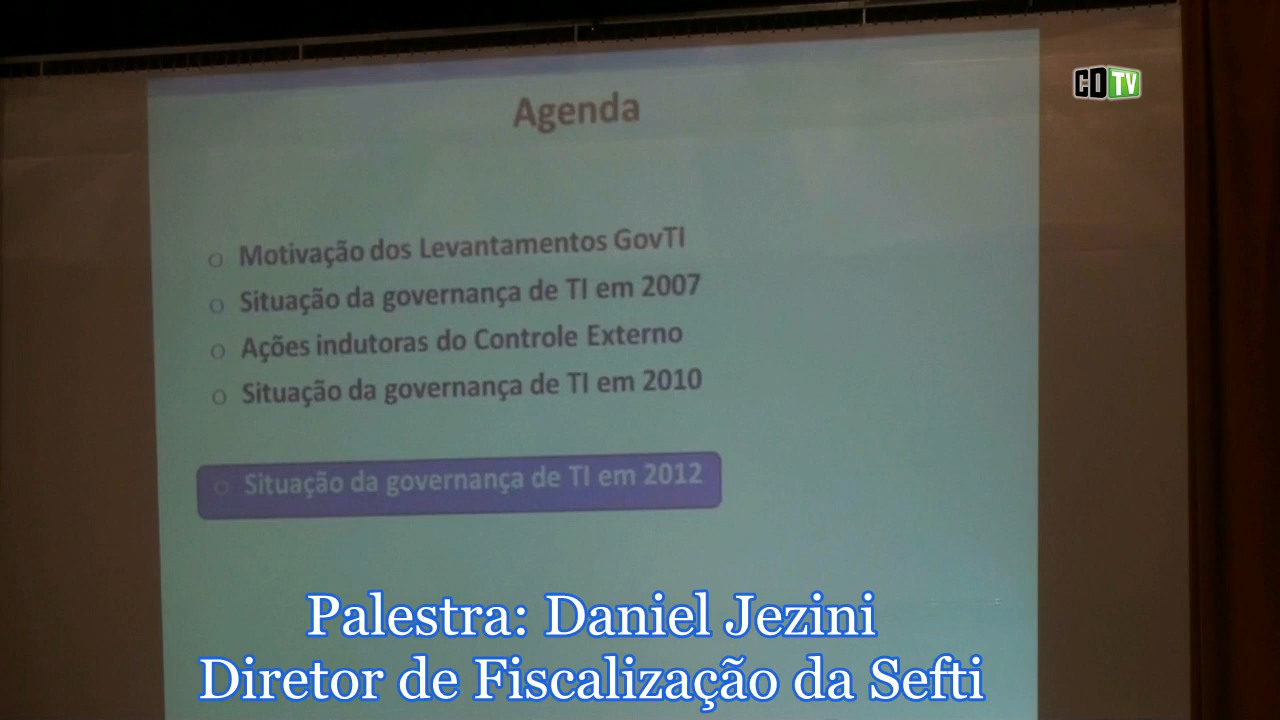 CDTV
Agenda
o Motivação dos Levantamentos GovTI
o Situação da governança de TI em 2007
o Ações indutoras do Controle Externo
o Situação da governança de TI em 2010
o Situação da governança de TI em 2012
Palestra: Daniel Jezini
Diretor de Fiscalização da Sefti